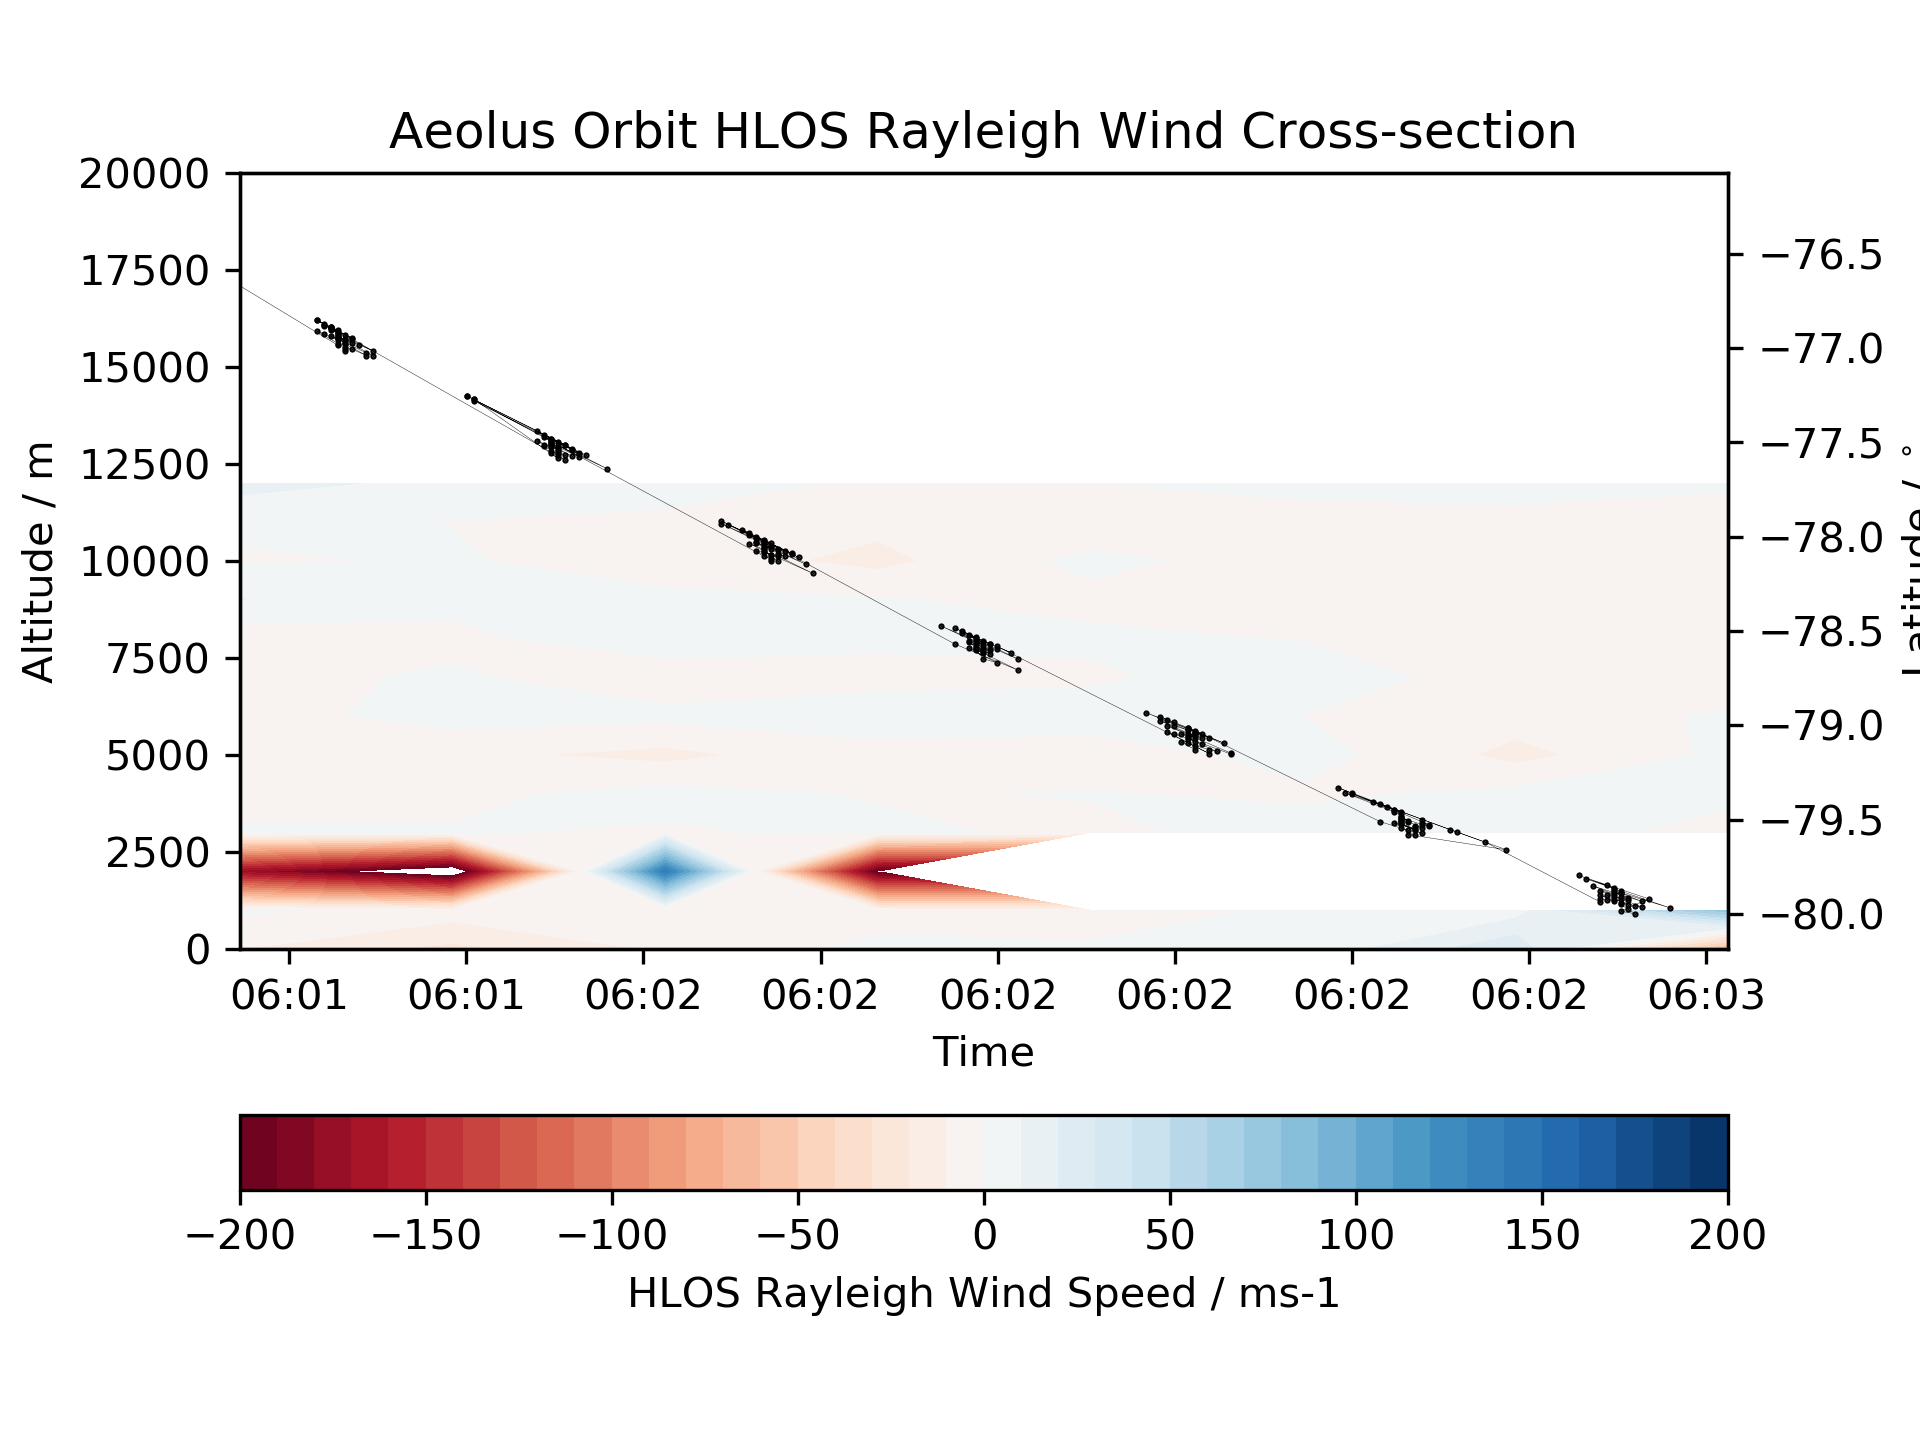 Aeolus Orbit HLOS Rayleigh Wind Cross-section
20000
17500
15000
12500
10000
7500
5000
2500
0
Altitude / m
−76.5
−77.0
−77.5
−78.0
−78.5
−79.0
−79.5
−80.0
Latitude / °
06:01 06:01 06:02 06:02 06:02 06:02 06:02 06:02 06:03
Time
−200 −150 −100 −50 0 50 100 150 200
HLOS Rayleigh Wind Speed / ms-1